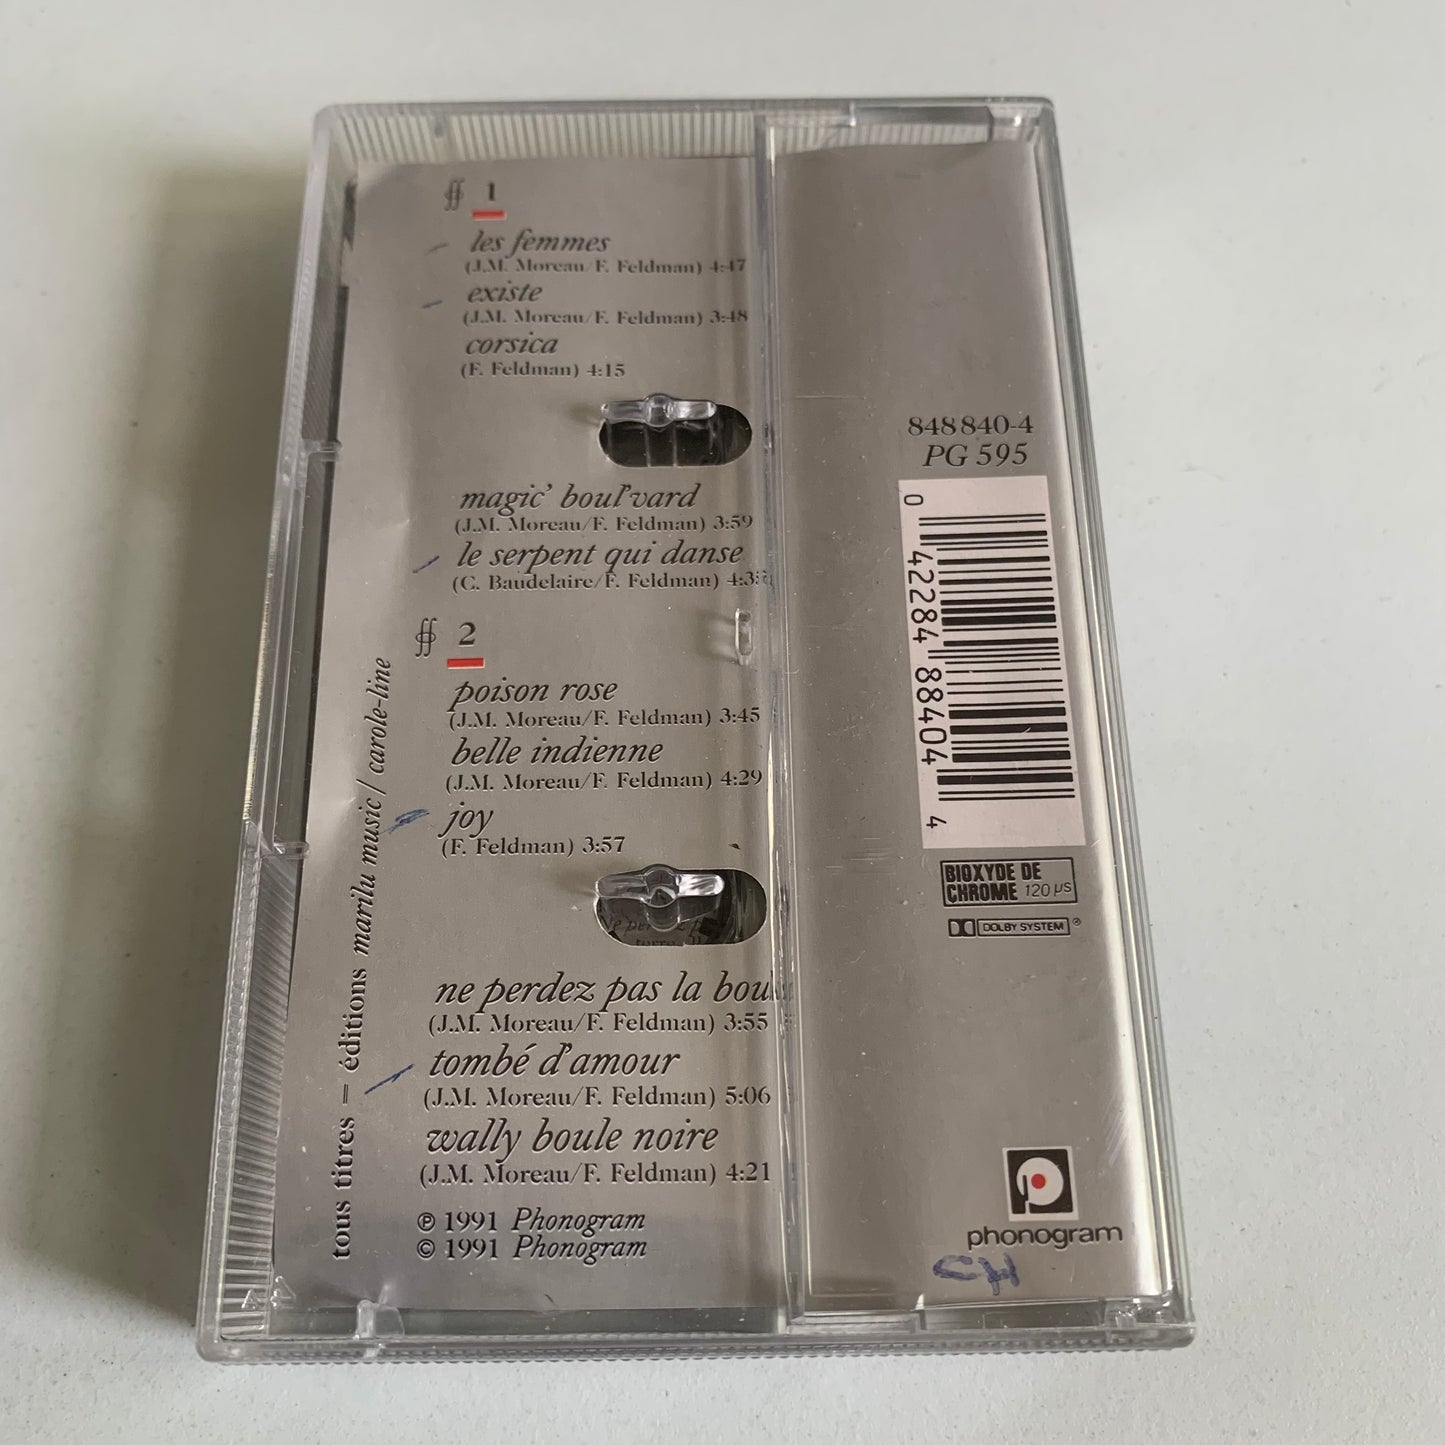 ∯ 1
les femmes
(J.M. Moreau/F. Feldman) 4:47
existe
(J.M. Moreau/F. Feldman) 3:48
corsica
(F. Feldman) 4:15
magic' boul'vard
(J.M. Moreau/F. Feldman) 3:59
le serpent qui danse
(C. Baudelaire/F. Feldman)
∯ 2
poison rose
(J.M. Moreau/F. Feldman) 3:45
belle indienne
(J.M. Moreau/F. Feldman) 4:29
joy
(F. Feldman) 3:57
ne perdez pas la
(J.M. Moreau/F. Feldman) 3:55
tombé d'amour
(J.M. Moreau/F. Feldman) 5:06
wally boule noire
(J.M. Moreau/F. Feldman) 4:21
℗ 1991 Phonogram
© 1991 Phonogram
tous titres = éditions marilu music/ carole-line
848 840-4
PG 595
0 42284 88404 4
BIOXYDE DE
CHROME 120 µs
DOLBY SYSTEM ®
phonogram
CH